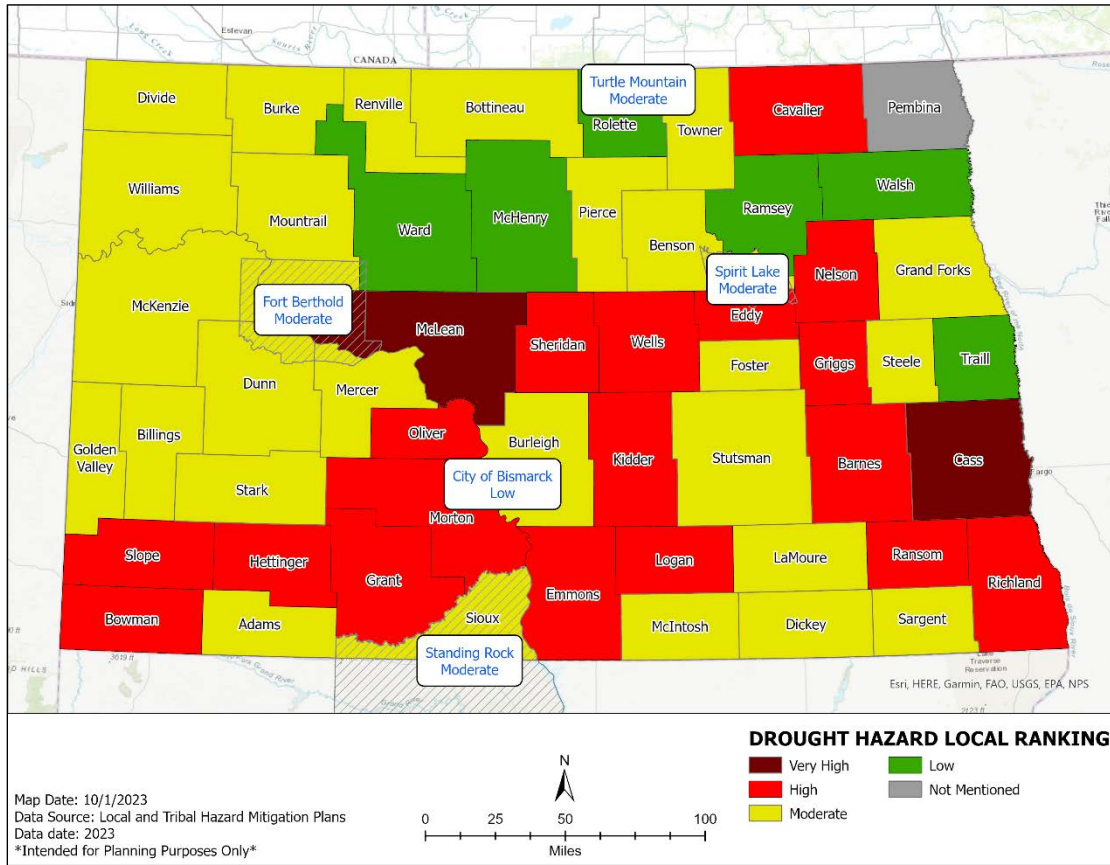 Estevan
CANADA
Divide
Burke
Renville
Bottineau
Turtle Mountain
Moderate
Rolette
Towner
Cavalier
Pembina
Williams
Mountrail
Ward
McHenry
Pierce
Benson
Ramsey
Walsh
Nelson
Grand Forks
McKenzie
Fort Berthold
Moderate
McLean
Sheridan
Wells
Spirit Lake
Moderate
Eddy
Foster
Griggs
Steele
Traill
Dunn
Mercer
Golden
Valley
Billings
Stark
Oliver
Burleigh
City of Bismarck
Low
Morton
Kidder
Stutsman
Barnes
Cass
Fargo
Slope
Hettinger
Grant
Emmons
Logan
LaMoure
Ransom
Richland
Bowman
Adams
Sioux
Standing Rock
Moderate
McIntosh
Dickey
Sargent
3619 ft
Traverse
Reservation
Esri, HERE, Garmin, FAO, USGS, EPA, NPS
2123 ft
DROUGHT HAZARD LOCAL RANKING
Very High
High
Moderate
Low
Not Mentioned
N
0 25 50 100
Miles
Map Date: 10/1/2023
Data Source: Local and Tribal Hazard Mitigation Plans
Data date: 2023
*Intended for Planning Purposes Only*